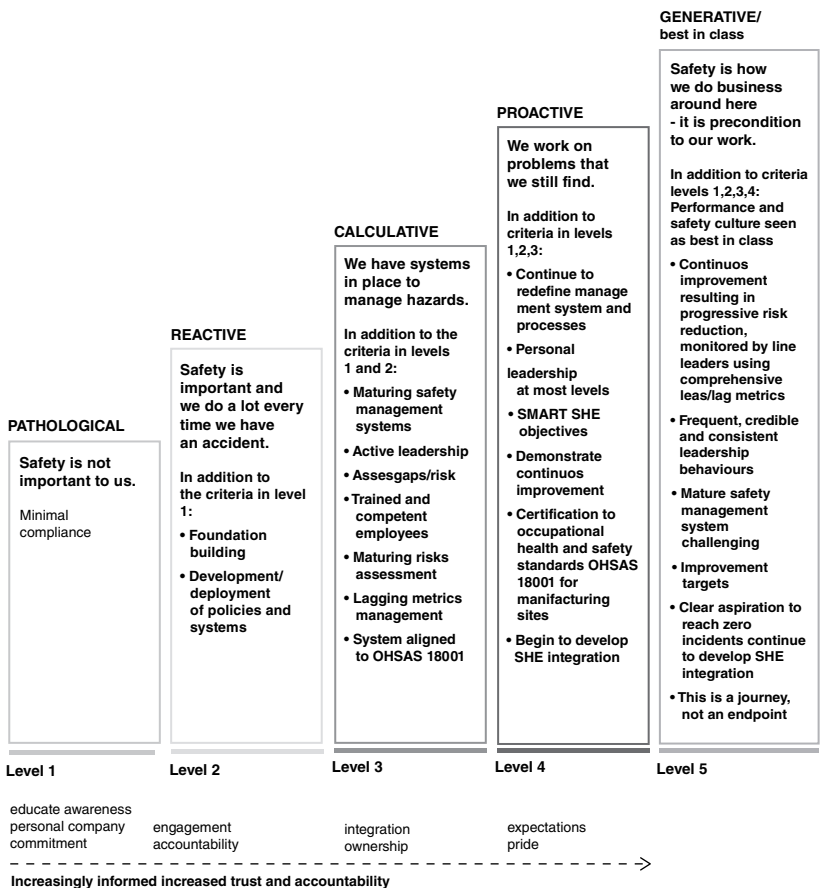 GENERATIVE/
best in class
Safety is how
we do business
around here
- it is precondition
to our work.
In addition to criteria
levels 1,2,3,4:
Performance and
safety culture seen
as best in class
• Continuos
improvement
resulting in
progressive risk
reduction,
monitored by line
leaders using
comprehensive
leas/lag metrics
• Frequent, credible
and consistent
leadership
behaviours
• Mature safety
management
system
challenging
• Improvement
targets
• Clear aspiration to
reach zero
incidents continue
to develop SHE
integration
• This is a journey,
not an endpoint
Level 5
PROACTIVE
We work on
problems that
we still find.
In addition to
criteria in levels
1,2,3:
• Continue to
redefine manage
ment system and
processes
• Personal
leadership
at most levels
• SMART SHE
objectives
• Demonstrate
continuos
improvement
• Certification to
occupational
health and safety
standards OHSAS
18001 for
manifacturing
sites
• Begin to develop
SHE integration
Level 4
CALCULATIVE
We have systems
in place to
manage hazards.
In addition to the
criteria in levels
1 and 2:
• Maturing safety
management
systems
• Active leadership
• Assesgaps/risk
• Trained and
competent
employees
• Maturing risks
assessment
• Lagging metrics
management
• System aligned
to OHSAS 18001
Level 3
REACTIVE
Safety is
important and
we do a lot every
time we have
an accident.
In addition to
the criteria in level
1:
• Foundation
building
• Development/
deployment
of policies and
systems
Level 2
PATHOLOGICAL
Safety is not
important to us.
Minimal
compliance
Level 1
educate awareness
personal company
commitment
engagement
accountability
integration
ownership
expectations
pride
Increasingly informed increased trust and accountability